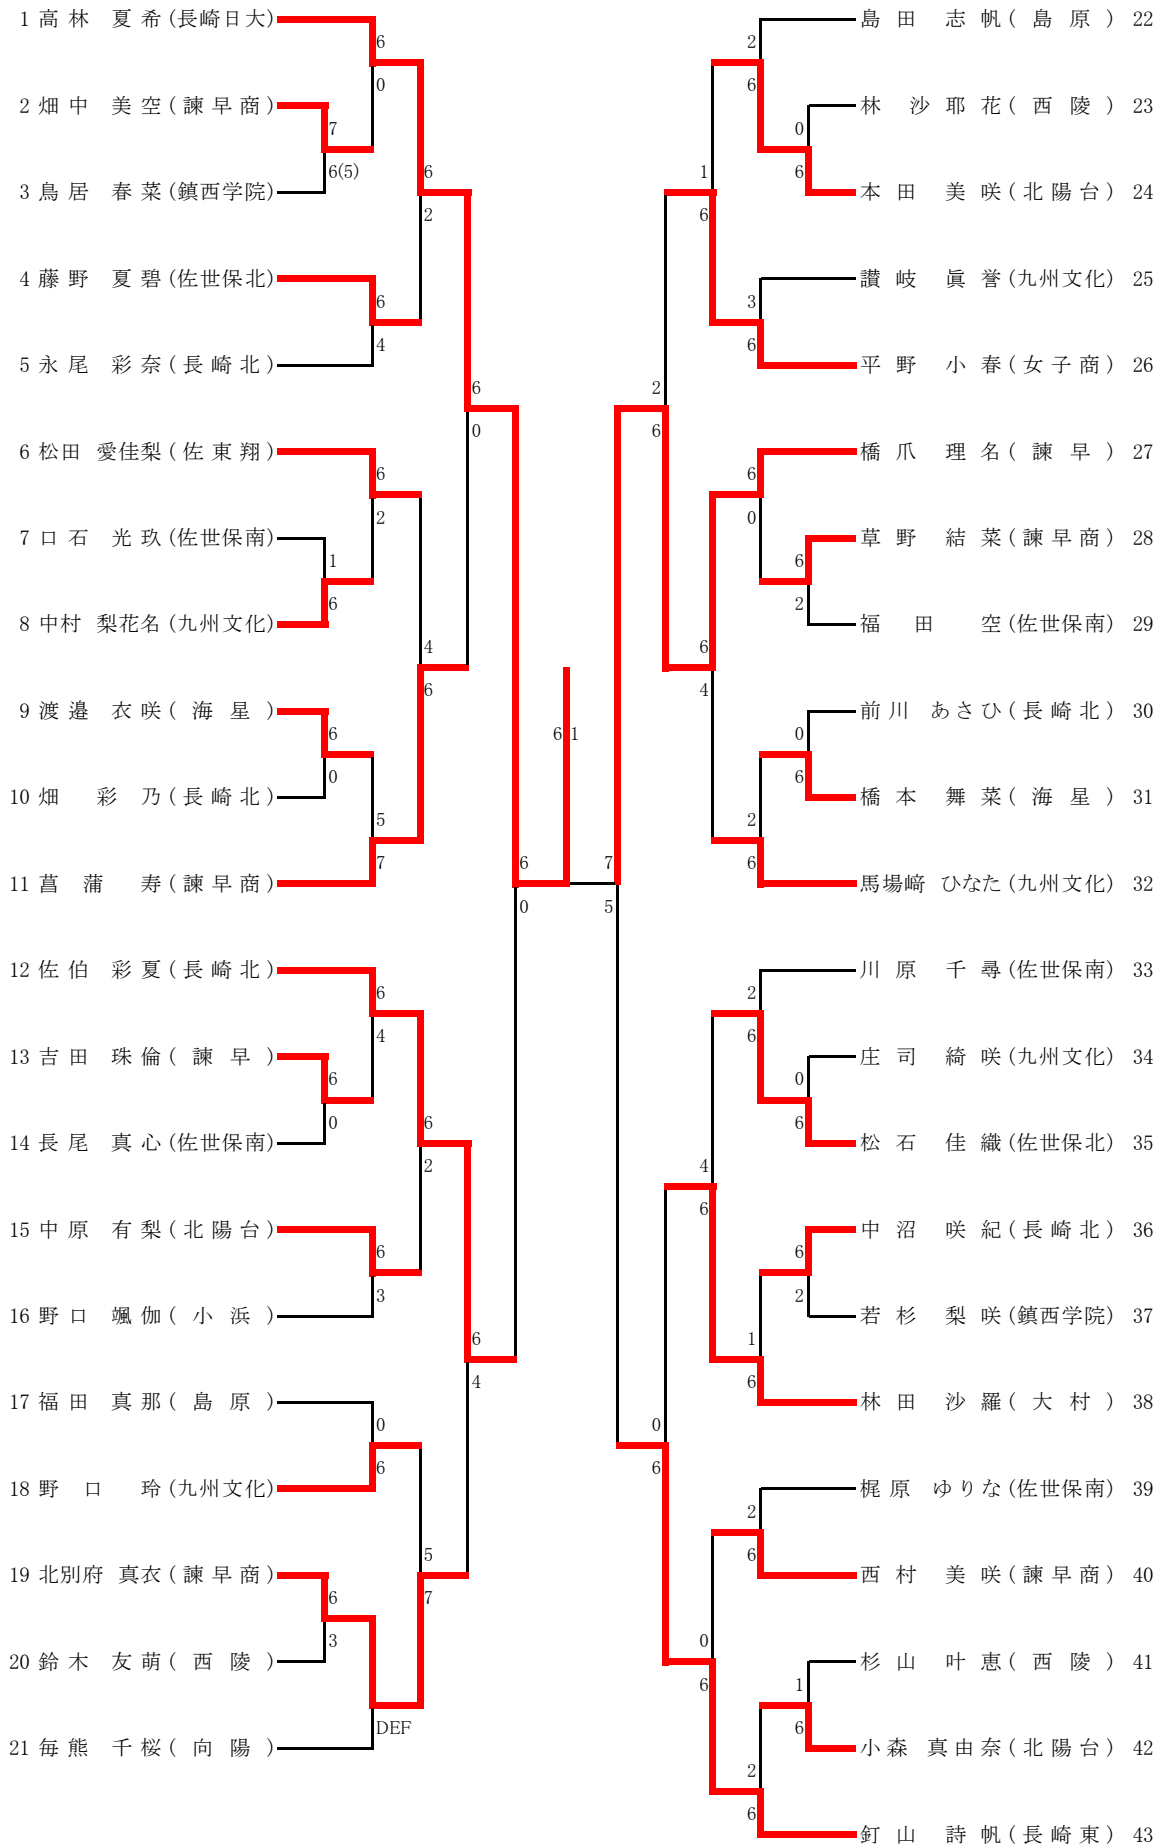 1 高林 夏希 (長崎日大)
6
0
2 畑中 美空 (諫早商)
7
6(5)
3 鳥居 春菜 (鎮西学院)
6
2
4 藤野 夏碧 (佐世保北)
6
4
5 永尾 彩奈 (長崎北)
6
0
6 松田 愛佳梨 (佐東翔)
6
2
7 口石 光玖 (佐世保南)
1
6
8 中村 梨花名 (九州文化)
4
6
9 渡邉 衣咲 (海星)
6
0
10 畑 彩乃 (長崎北)
5
7
11 菖蒲 寿 (諫早商)
6
0
12 佐伯 彩夏 (長崎北)
6
4
13 吉田 珠倫 (諫早)
6
0
14 長尾 真心 (佐世保南)
6
2
15 中原 有梨 (北陽台)
6
3
16 野口 颯伽 (小浜)
6
4
17 福田 真那 (島原)
0
6
18 野口 玲 (九州文化)
5
7
19 北別府 真衣 (諫早商)
6
3
20 鈴木 友萌 (西陵)
DEF
21 毎熊 千桜 (向陽)
6 1
島田 志帆 (島原) 22
2
6
林 沙耶花 (西陵) 23
0
6
本田 美咲 (北陽台) 24
1
6
讃岐 眞誉 (九州文化) 25
3
6
平野 小春 (女子商) 26
2
6
橋爪 理名 (諫早) 27
6
0
草野 結菜 (諫早商) 28
6
2
福田 空 (佐世保南) 29
6
4
前川 あさひ (長崎北) 30
0
6
橋本 舞菜 (海星) 31
2
6
馬場﨑 ひなた (九州文化) 32
7
5
川原 千尋 (佐世保南) 33
2
6
庄司 綺咲 (九州文化) 34
0
6
松石 佳織 (佐世保北) 35
4
6
中沼 咲紀 (長崎北) 36
6
2
若杉 梨咲 (鎮西学院) 37
1
6
林田 沙羅 (大村) 38
0
6
梶原 ゆりな (佐世保南) 39
2
6
西村 美咲 (諫早商) 40
0
6
杉山 叶恵 (西陵) 41
1
6
小森 真由奈 (北陽台) 42
2
6
釘山 詩帆 (長崎東) 43